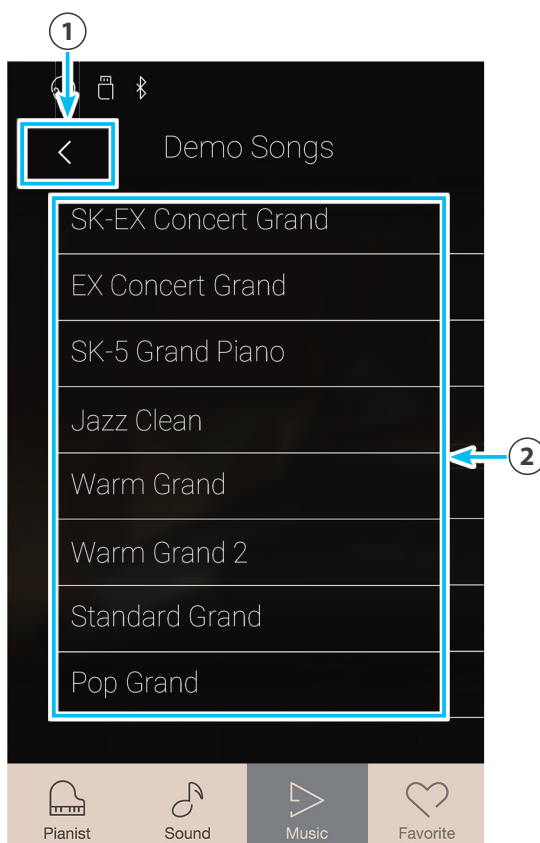 1
Demo Songs
SK-EX Concert Grand
EX Concert Grand
SK-5 Grand Piano
Jazz Clean
2
Warm Grand
Warm Grand 2
Standard Grand
Pop Grand
Pianist Sound Music Favorite